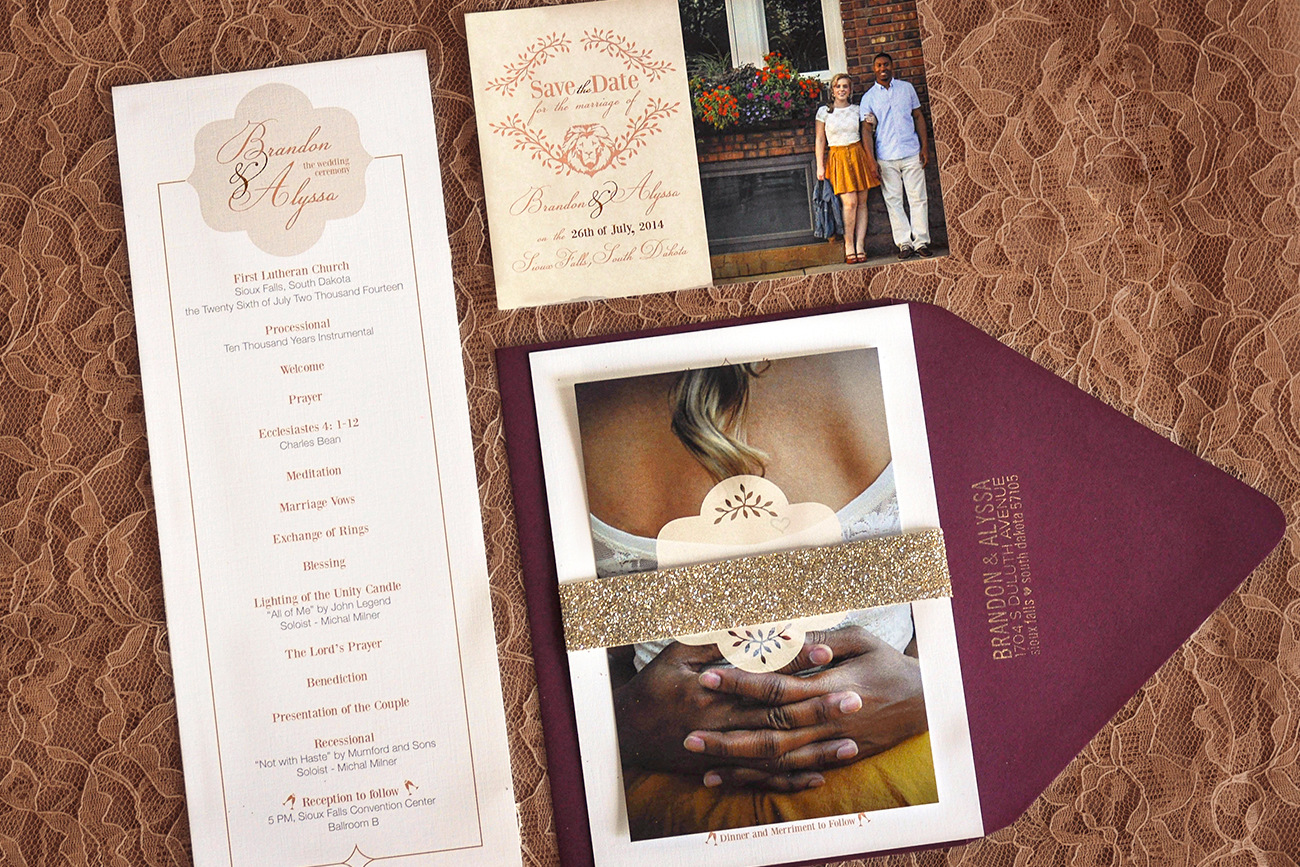 Brandon
& the wedding
ceremony
Alyssa
First Lutheran Church
Sioux Falls, South Dakota
the Twenty Sixth of July Two Thousand Fourteen
Processional
Ten Thousand Years Instrumental
Welcome
Prayer
Ecclesiastes 4: 1-12
Charles Bean
Meditation
Marriage Vows
Exchange of Rings
Blessing
Lighting of the Unity Candle
“All of Me” by John Legend
Soloist - Michal Milner
The Lord's Prayer
Benediction
Presentation of the Couple
Recessional
“Not with Haste” by Mumford and Sons
Soloist - Michal Milner
Reception to follow
5 PM, Sioux Falls Convention Center
Ballroom B
Save the Date
for the marriage of
Brandon & Alyssa
on the 26th of July, 2014
Sioux Falls, South Dakota
Dinner and Merriment to Follow
BRANDON & ALYSSA
1704 S DULUTH AVENUE
sioux falls ♥ south dakota 57105